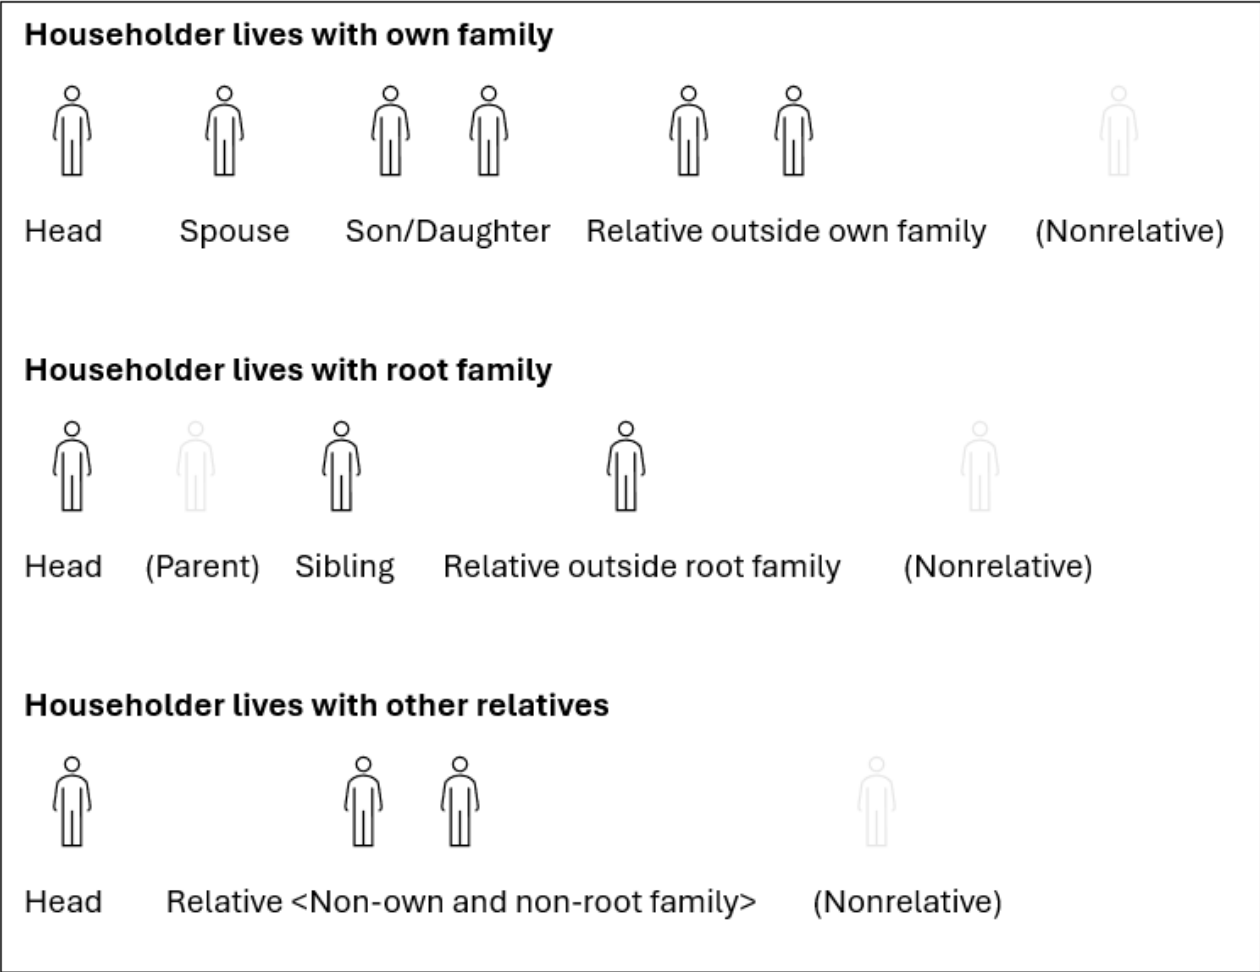 Householder lives with own family
Head Spouse Son/Daughter Relative outside own family (Nonrelative)
Householder lives with root family
Head (Parent) Sibling Relative outside root family (Nonrelative)
Householder lives with other relatives
Head Relative <Non-own and non-root family> (Nonrelative)